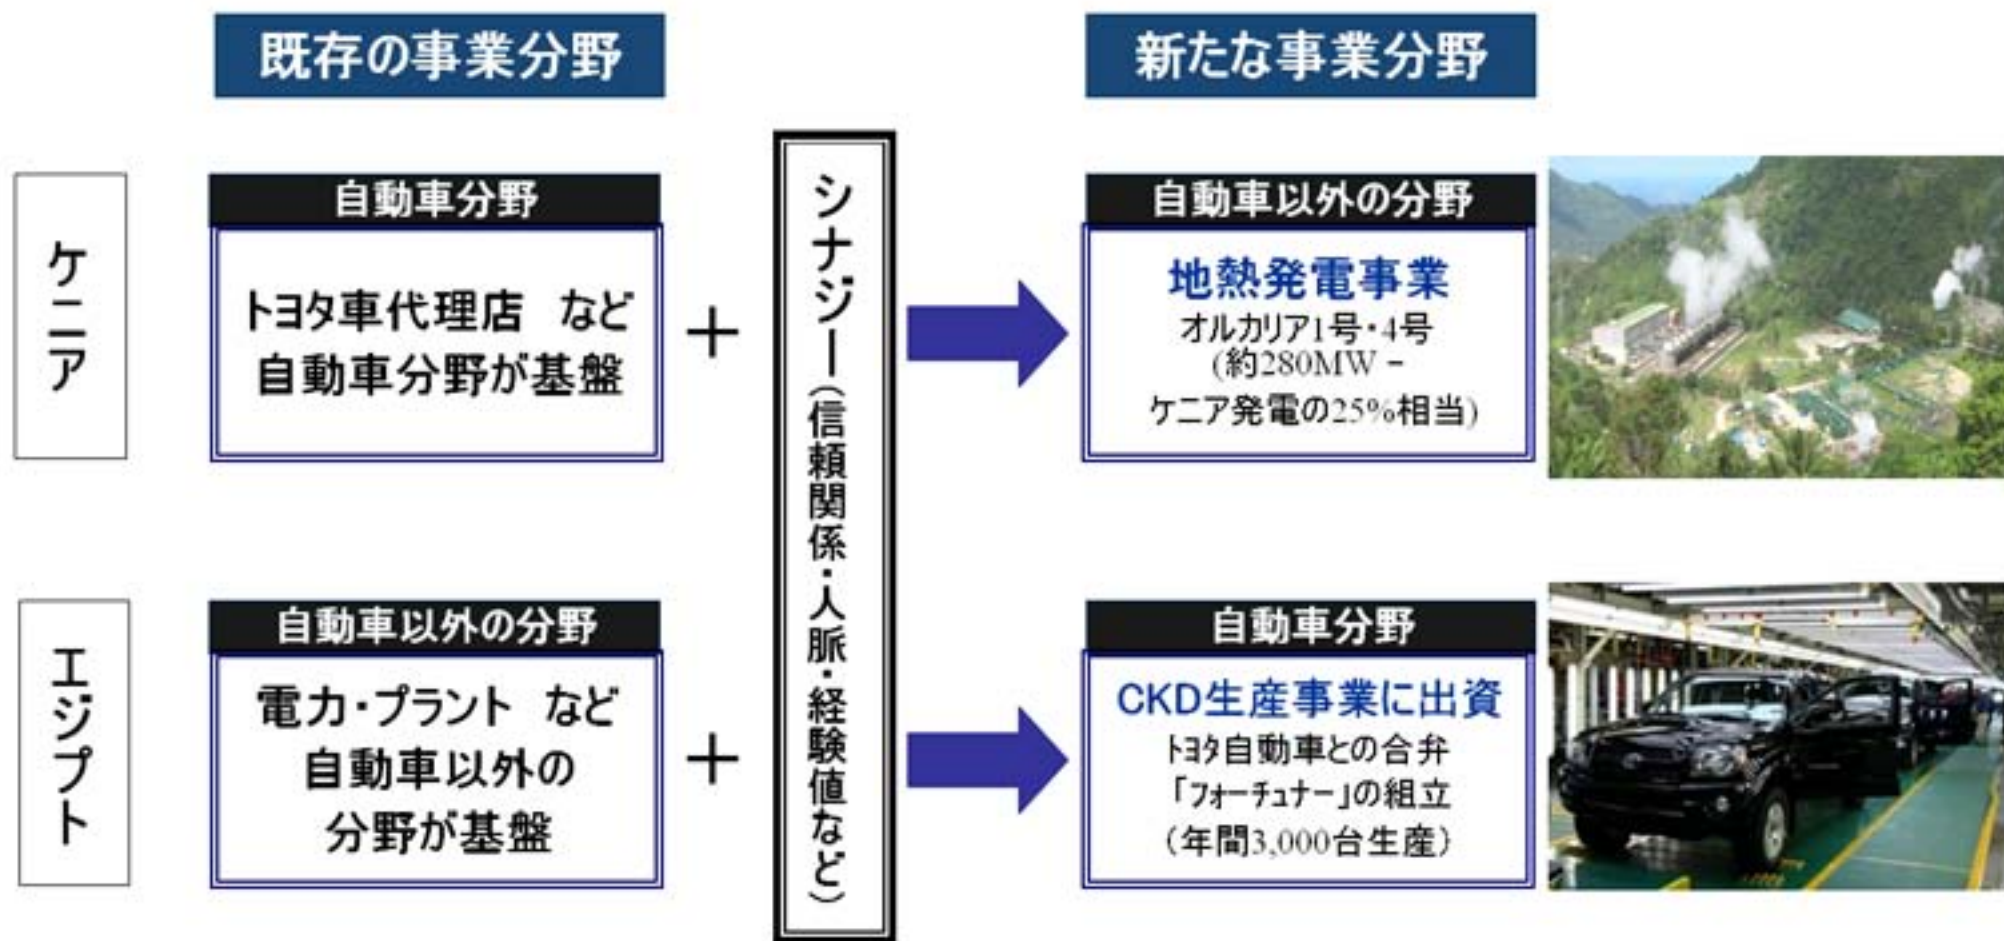 既存の事業分野
新たな事業分野
ケニア
自動車分野
トヨタ車代理店 など
自動車分野が基盤
+
シナジー(信頼関係・人脈・経験値など)
自動車以外の分野
地熱発電事業
オルカリア1号・4号
(約280MW –
ケニア発電の25%相当)
エジプト
自動車以外の分野
電力・プラント など
自動車以外の
分野が基盤
+
自動車分野
CKD生産事業に出資
トヨタ自動車との合弁
「フォーチュナー」の組立
(年間3,000台生産)